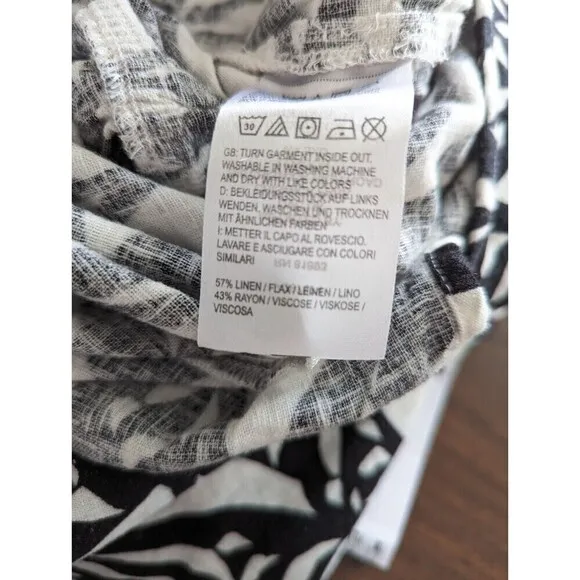 30
GB: TURN GARMENT INSIDE OUT,
WASHABLE IN WASHING MACHINE
AND DRY WITH LIKE COLORS
D: BEKLEIDUNGSSTÜCK AUF LINKS
WENDEN, WASCHEN UND TROCKNEN
MIT ÄHNLICHEN FARBEN
I: METTER IL CAPO AL ROVESCIO,
LAVARE E ASCIUGARE CON COLORI
SIMILARI
57% LINEN / FLAX / LEINEN / LINO
43% RAYON / VISCOSE / VISKOSE /
VISCOSA